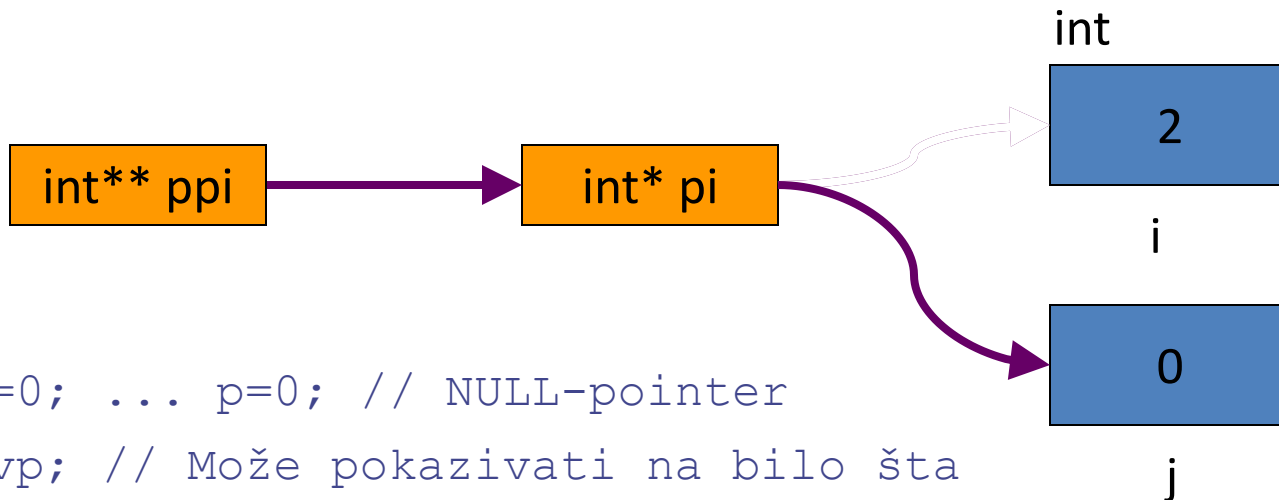 int
2
int** ppi
int* pi
i
=0; ... p=0; // NULL-pointer
0
vp; // Može pokazivati na bilo šta
j